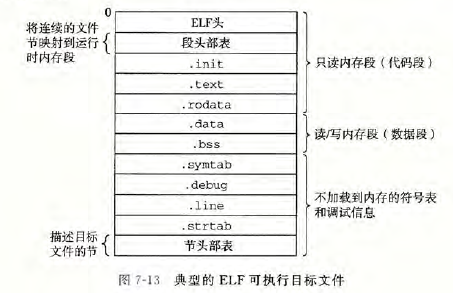 0
ELF头
将连续的文件
节映射到运行
时内存段
段头部表
.init
.text
.rodata
只读内存段（代码段）
.data
.bss
读/写内存段（数据段）
.symtab
.debug
.line
.strtab
不加载到内存的符号表
和调试信息
描述目标
文件的节
节头部表
图 7-13 典型的 ELF 可执行目标文件